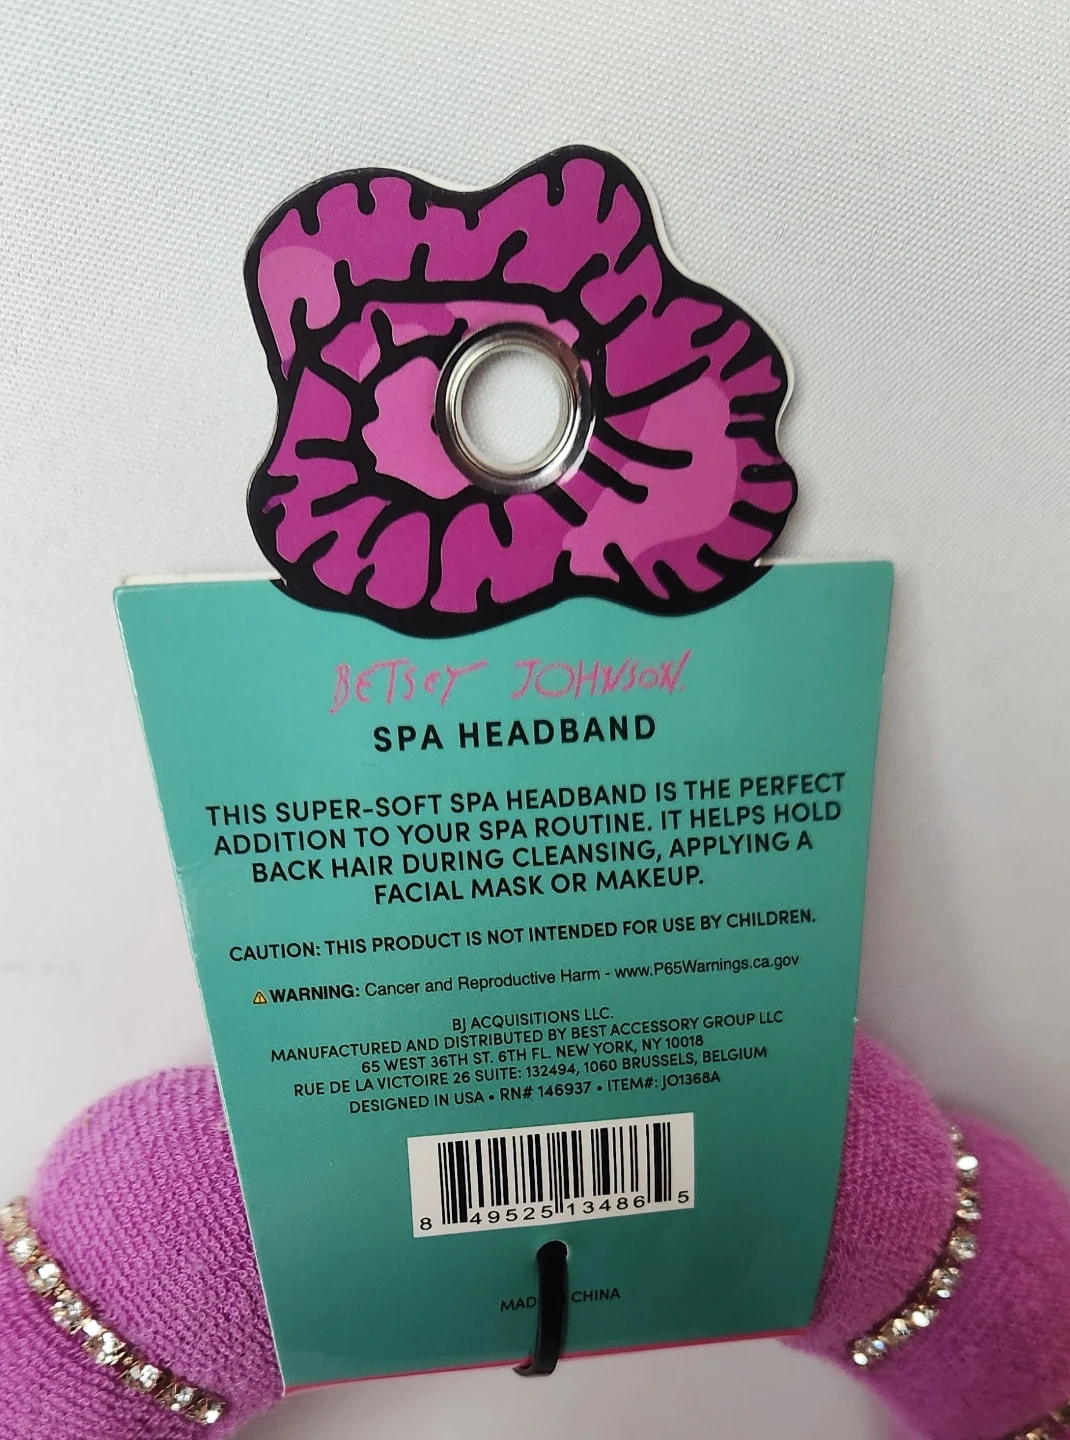 BETSEY JOHNSON.
SPA HEADBAND
THIS SUPER-SOFT SPA HEADBAND IS THE PERFECT
ADDITION TO YOUR SPA ROUTINE. IT HELPS HOLD
BACK HAIR DURING CLEANSING, APPLYING A
FACIAL MASK OR MAKEUP.
CAUTION: THIS PRODUCT IS NOT INTENDED FOR USE BY CHILDREN.
⚠ WARNING: Cancer and Reproductive Harm - www.P65Warnings.ca.gov
BJ ACQUISITIONS LLC.
MANUFACTURED AND DISTRIBUTED BY BEST ACCESSORY GROUP LLC
65 WEST 36TH ST. 6TH FL. NEW YORK, NY 10018
RUE DE LA VICTOIRE 26 SUITE: 132494, 1060 BRUSSELS, BELGIUM
DESIGNED IN USA • RN# 146937 • ITEM#: JO1368A
8 49525 13486 5
MAD CHINA